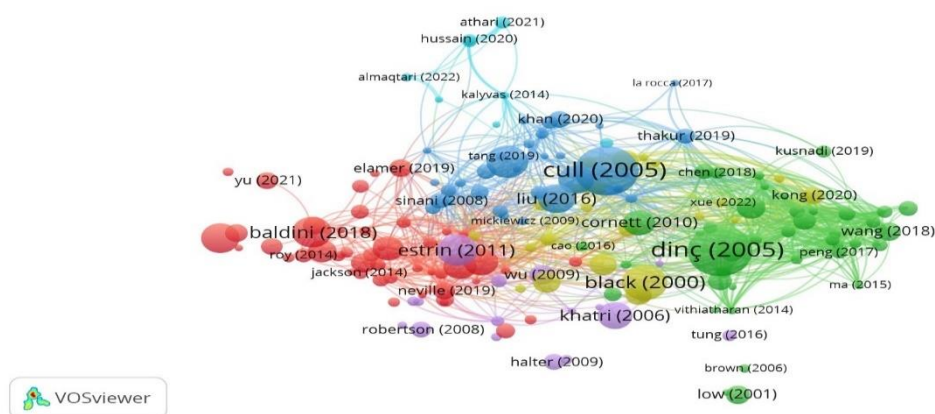 athari (2021)
hussain (2020)
almaqtari (2022)
la rocca (2017)
kalyvas (2014)
khan (2020)
thakur (2019)
kusnadi (2019)
tang (2019)
elamer (2019)
cull (2005)
chen (2018)
yu (2021)
sinani (2008)
liu (2016)
xue (2022)
kong (2020)
mickiewicz (2009)
cornett (2010)
baldini (2018)
wang (2018)
estrin (2011)
cao (2016)
dinç (2005)
peng (2017)
roy (2014)
jackson (2014)
wu (2009)
black (2000)
ma (2015)
neville (2019)
vithiatharan (2014)
khatri (2006)
robertson (2008)
tung (2016)
halter (2009)
brown (2006)
low (2001)
VOSviewer